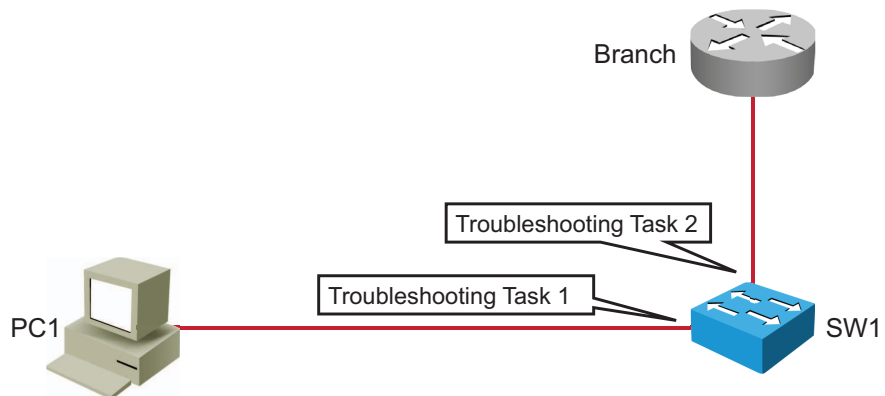 Branch
Troubleshooting Task 2
Troubleshooting Task 1
PC1
SW1